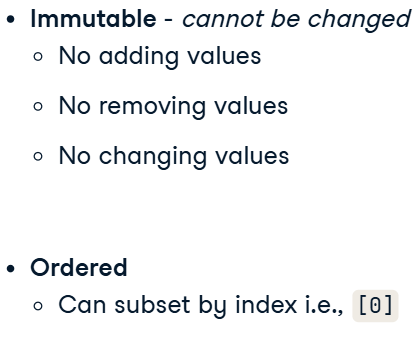 • Immutable - cannot be changed
◦ No adding values
◦ No removing values
◦ No changing values
• Ordered
◦ Can subset by index i.e., [0]